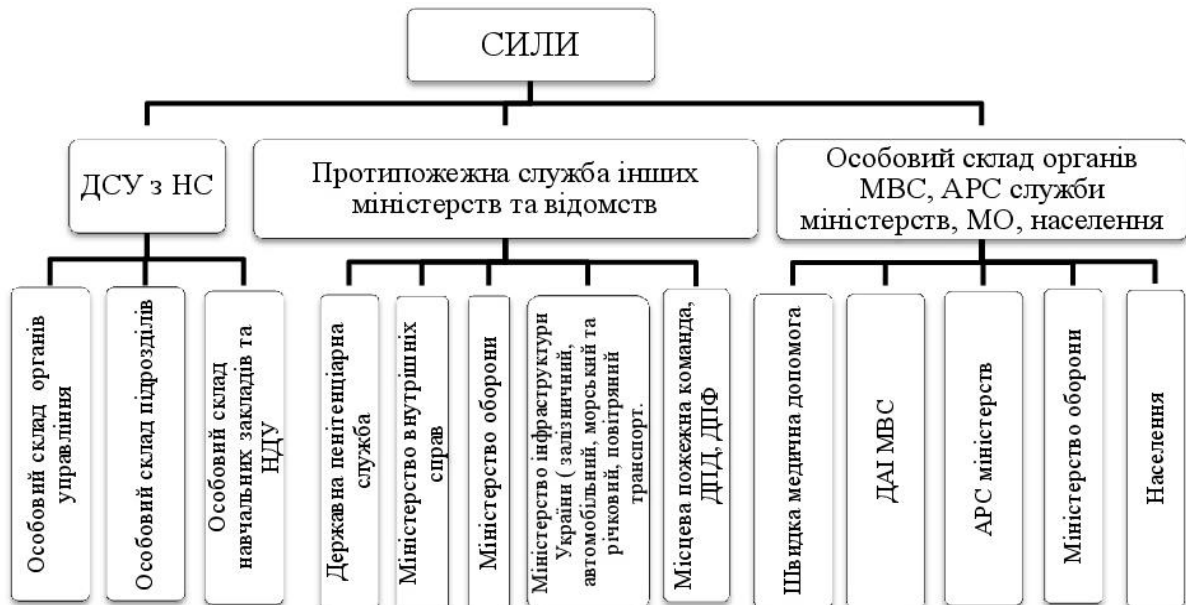 СИЛИ
ДСУ з НС
Протипожежна служба інших
міністерств та відомств
Особовий склад органів
МВС, АРС служби
міністерств, МО, населення
Особовий склад органів
управління
Особовий склад підрозділів
Особовий склад
навчальних закладів та
НДУ
Державна пенітенціарна
служба
Міністерство внутрішніх
справ
Міністерство оборони
Міністерство інфраструктури
України ( залізничний,
автомобільний, морський та
річковий, повітряний
транспорт.
Місцева пожежна команда,
ДПД, ДПФ
Швидка медична допомога
ДАІ МВС
АРС міністерств
Міністерство оборони
Населення